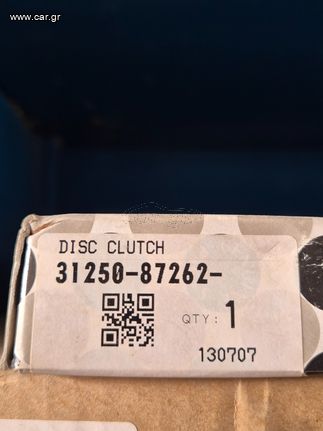 www.car.gr
DISC CLUTCH
31250-87262-
QTY: 1
130707